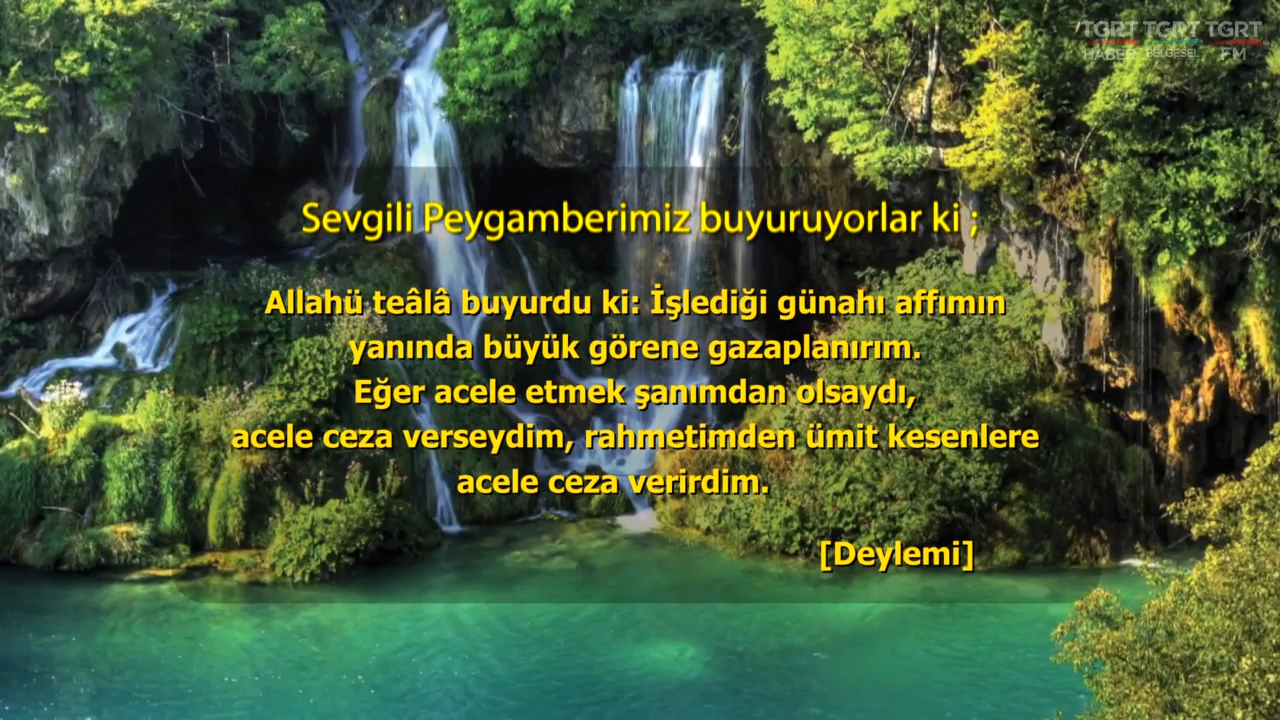 TGRT TGRT TGRT
HABER BELGESEL FM
Sevgili Peygamberimiz buyuruyorlar ki ;
Allahü teâlâ buyurdu ki: İşlediği günahı affımın
yanında büyük görene gazaplanırım.
Eğer acele etmek şanımdan olsaydı,
acele ceza verseydim, rahmetimden ümit kesenlere
acele ceza verirdim.
[Deylemi]